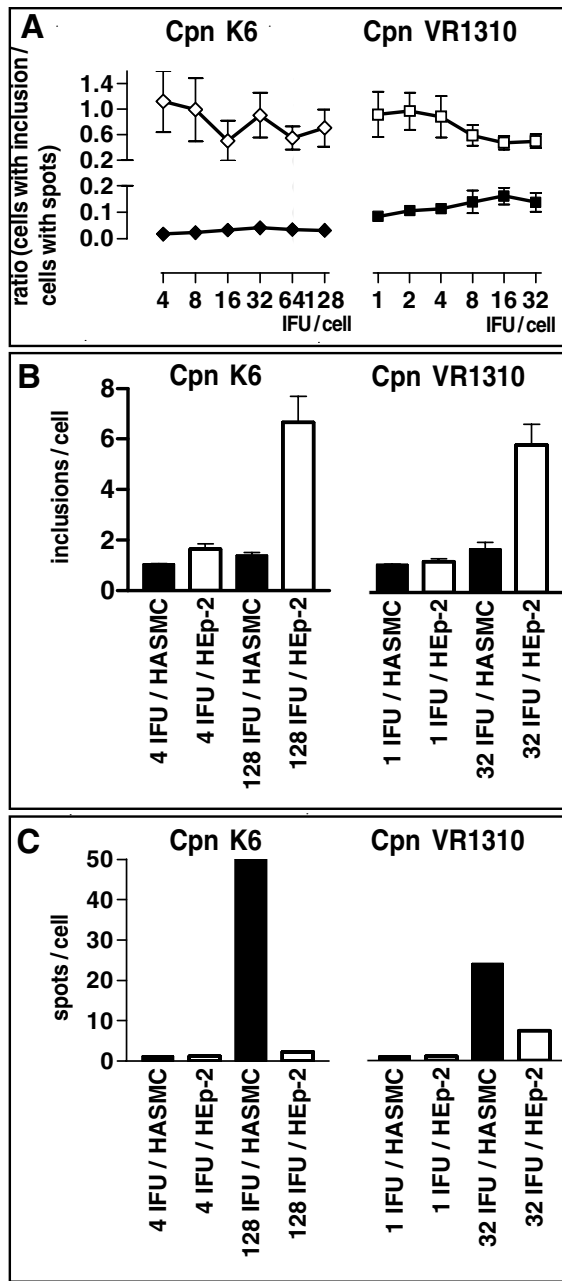 A
Cpn K6
Cpn VR1310
ratio (cells with inclusion /
cells with spots)
1.4
1.0
0.6
0.2
0.2
0.1
0.0
4 8 16 32 64 128
IFU / cell
1 2 4 8 16 32
IFU / cell
B
Cpn K6
Cpn VR1310
inclusions / cell
8
6
4
2
0
4 IFU / HASMC
4 IFU / HEp-2
128 IFU / HASMC
128 IFU / HEp-2
1 IFU / HASMC
1 IFU / HEp-2
32 IFU / HASMC
32 IFU / HEp-2
C
Cpn K6
Cpn VR1310
spots / cell
50
40
30
20
10
0
4 IFU / HASMC
4 IFU / HEp-2
128 IFU / HASMC
128 IFU / HEp-2
1 IFU / HASMC
1 IFU / HEp-2
32 IFU / HASMC
32 IFU / HEp-2